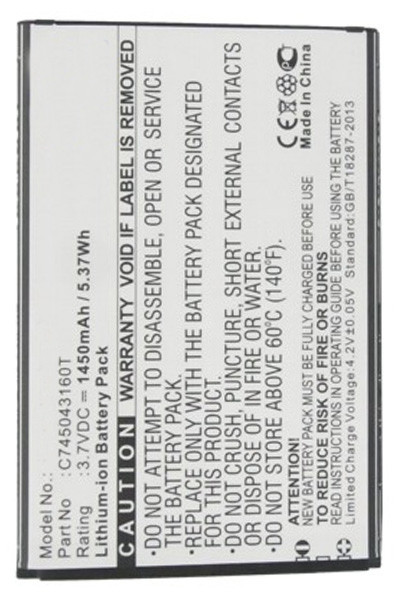 Model No.:
Part No : C745043160T
Rating : 3.7VDC = 1450mAh / 5.37Wh
Lithium-ion Battery Pack
CAUTION WARRANTY VOID IF LABEL IS REMOVED
•DO NOT ATTEMPT TO DISASSEMBLE, OPEN OR SERVICE
THE BATTERY PACK.
•DO NOT REPLACE WITH THE BATTERY PACK DESIGNATED
FOR THIS PRODUCT.
•DO NOT CRUSH, PUNCTURE, SHORT EXTERNAL CONTACTS
OR DISPOSE OF IN FIRE OR WATER.
•DO NOT EXPOSE ABOVE 60°C (140°F).
•ATTENTION:
NEW BATTERY PACK MUST BE CHARGED BEFORE USE
TO REDUCE RISK OF FIRE OR BURNS
READ OPERATING INSTRUCTIONS BEFORE USING THE BATTERY
Limited Charge Voltage:4.2V±0.05V Standard:GB/T18287-2013
CE
Made in China